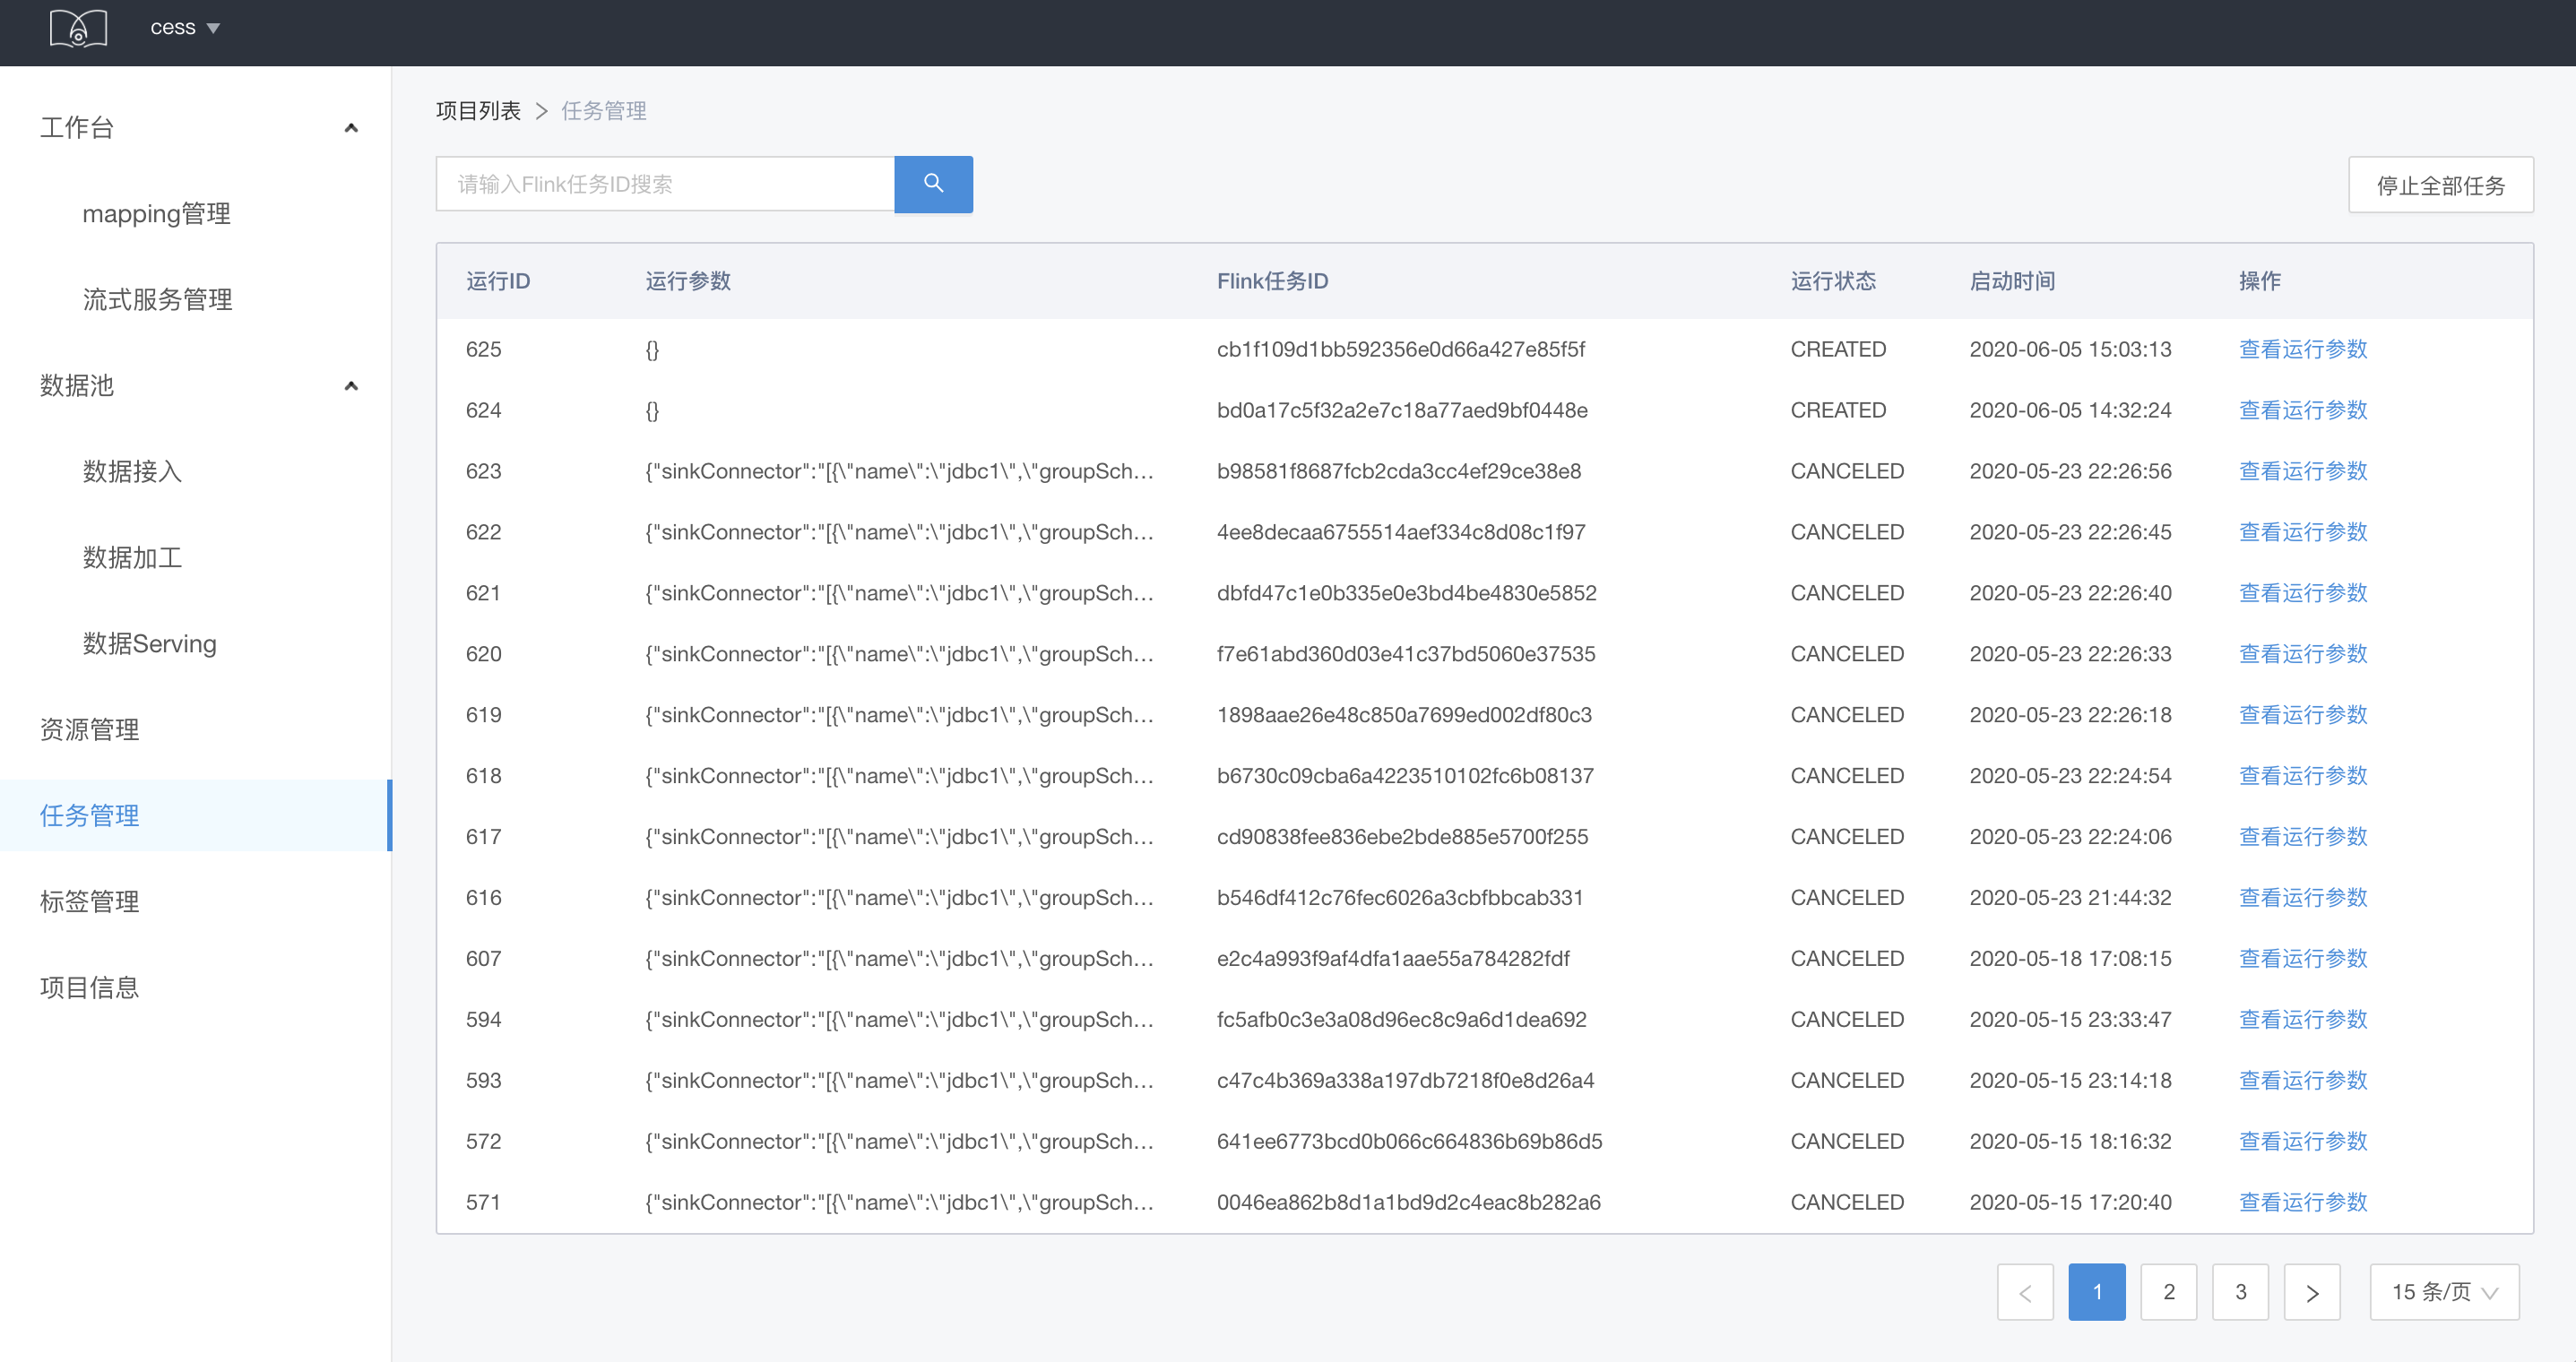 cess
工作台
mapping管理
流式服务管理
数据池
数据接入
数据加工
数据Serving
资源管理
任务管理
标签管理
项目信息
项目列表 > 任务管理
请输入Flink任务ID搜索
停止全部任务
运行ID 运行参数 Flink任务ID 运行状态 启动时间 操作
625 {} cb1f109d1bb592356e0d66a427e85f5f CREATED 2020-06-05 15:03:13 查看运行参数
624 {} bd0a17c5f32a2e7c18a77aed9bf0448e CREATED 2020-06-05 14:32:24 查看运行参数
623 {"sinkConnector":"[{\"name\":\"jdbc1\",\"groupSch... b98581f8687fcb2cda3cc4ef29ce38e8 CANCELED 2020-05-23 22:26:56 查看运行参数
622 {"sinkConnector":"[{\"name\":\"jdbc1\",\"groupSch... 4ee8decaa6755514aef334c8d08c1f97 CANCELED 2020-05-23 22:26:45 查看运行参数
621 {"sinkConnector":"[{\"name\":\"jdbc1\",\"groupSch... dbfd47c1e0b335e0e3bd4be4830e5852 CANCELED 2020-05-23 22:26:40 查看运行参数
620 {"sinkConnector":"[{\"name\":\"jdbc1\",\"groupSch... f7e61abd360d03e41c37bd5060e37535 CANCELED 2020-05-23 22:26:33 查看运行参数
619 {"sinkConnector":"[{\"name\":\"jdbc1\",\"groupSch... 1898aae26e48c850a7699ed002df80c3 CANCELED 2020-05-23 22:26:18 查看运行参数
618 {"sinkConnector":"[{\"name\":\"jdbc1\",\"groupSch... b6730c09cba6a4223510102fc6b08137 CANCELED 2020-05-23 22:24:54 查看运行参数
617 {"sinkConnector":"[{\"name\":\"jdbc1\",\"groupSch... cd90838fee836ebe2bde885e5700f255 CANCELED 2020-05-23 22:24:06 查看运行参数
616 {"sinkConnector":"[{\"name\":\"jdbc1\",\"groupSch... b546df412c76fec6026a3cbfbbcab331 CANCELED 2020-05-23 21:44:32 查看运行参数
607 {"sinkConnector":"[{\"name\":\"jdbc1\",\"groupSch... e2c4a993f9af4dfa1aae55a784282fdf CANCELED 2020-05-18 17:08:15 查看运行参数
594 {"sinkConnector":"[{\"name\":\"jdbc1\",\"groupSch... fc5afb0c3e3a08d96ec8c9a6d1dea692 CANCELED 2020-05-15 23:33:47 查看运行参数
593 {"sinkConnector":"[{\"name\":\"jdbc1\",\"groupSch... c47c4b369a338a197db7218f0e8d26a4 CANCELED 2020-05-15 23:14:18 查看运行参数
572 {"sinkConnector":"[{\"name\":\"jdbc1\",\"groupSch... 641ee6773bcd0b066c664836b69b86d5 CANCELED 2020-05-15 18:16:32 查看运行参数
571 {"sinkConnector":"[{\"name\":\"jdbc1\",\"groupSch... 0046ea862b8d1a1bd9d2c4eac8b282a6 CANCELED 2020-05-15 17:20:40 查看运行参数
< 1 2 3 > 15 条/页